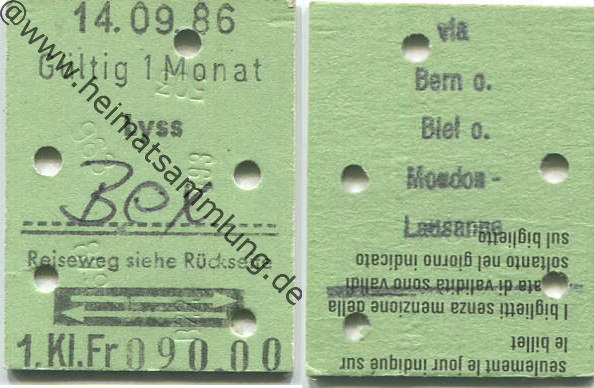 14.09.86
Gültig 1 Monat
Lyss
Bex
Reiseweg siehe Rückseite
1.Kl.Fr 090.00
@www.heimatsammlung.de
via
Bern o.
Biel o.
Moudon-
Lausanne
seulement le jour indiqué sur
le billet
I biglietti senza menzione della
data di validità sono validi
soltanto nel giorno indicato
sul biglietto